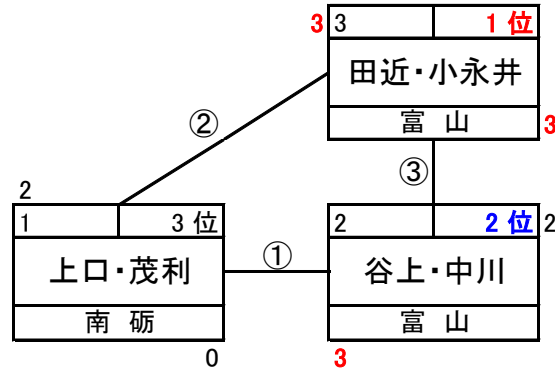 3 3 1位
田近・小永井
富 山 3
②
③
2
1 3位
上口・茂利
南 砺
0
①
2 2位 2
谷上・中川
富 山
3